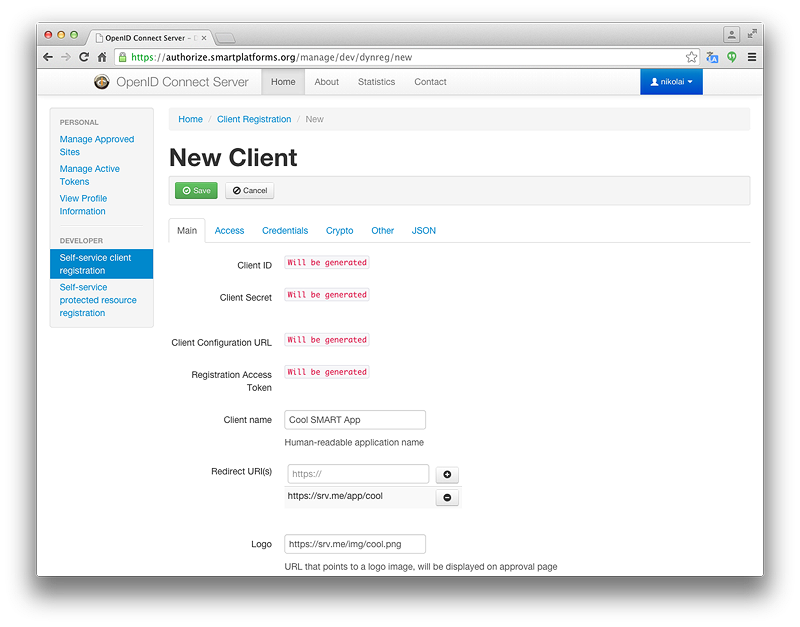 OpenID Connect Server –
https://authorize.smartplatforms.org/manage/dev/dynreg/new
OpenID Connect Server
Home
About
Statistics
Contact
nikolai
PERSONAL
Manage Approved
Sites
Manage Active
Tokens
View Profile
Information
DEVELOPER
Self-service client
registration
Self-service
protected resource
registration
Home / Client Registration / New
New Client
Save
Cancel
Main
Access
Credentials
Crypto
Other
JSON
Client ID
Will be generated
Client Secret
Will be generated
Client Configuration URL
Will be generated
Registration Access
Token
Will be generated
Client name
Cool SMART App
Human-readable application name
Redirect URI(s)
https://
https://srv.me/app/cool
Logo
https://srv.me/img/cool.png
URL that points to a logo image, will be displayed on approval page